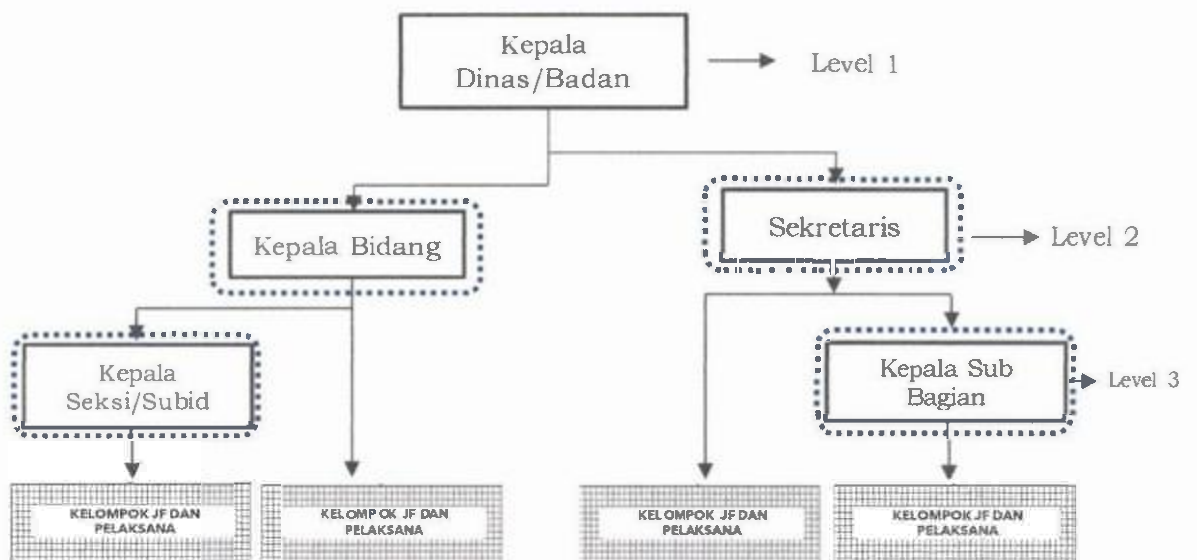 Kepala
Dinas/Badan
Level 1
Kepala Bidang
Sekretaris
Level 2
Kepala
Seksi/Subid
Kepala Sub
Bagian
Level 3
KELOMPOK JF DAN
PELAKSANA
KELOMPOK JF DAN
PELAKSANA
KELOMPOK JF DAN
PELAKSANA
KELOMPOK JF DAN
PELAKSANA